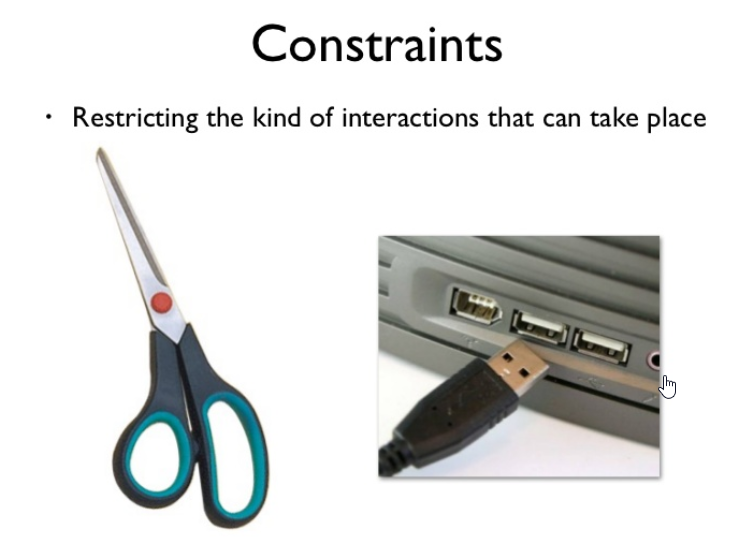 Constraints
• Restricting the kind of interactions that can take place